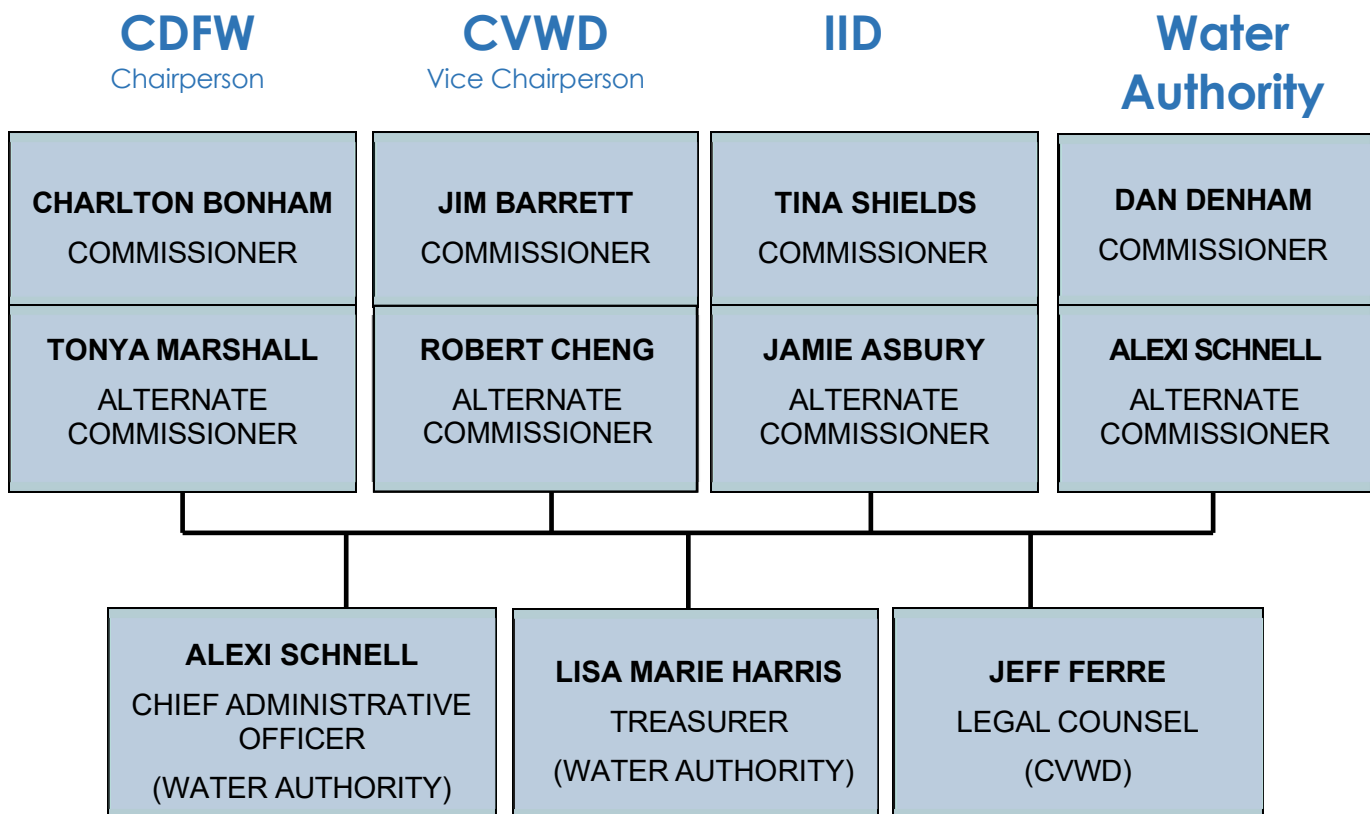 CDFW
Chairperson
CVWD
Vice Chairperson
IID
Water
Authority
CHARLTON BONHAM
COMMISSIONER
JIM BARRETT
COMMISSIONER
TINA SHIELDS
COMMISSIONER
DAN DENHAM
COMMISSIONER
TONYA MARSHALL
ALTERNATE
COMMISSIONER
ROBERT CHENG
ALTERNATE
COMMISSIONER
JAMIE ASBURY
ALTERNATE
COMMISSIONER
ALEXI SCHNELL
ALTERNATE
COMMISSIONER
ALEXI SCHNELL
CHIEF ADMINISTRATIVE
OFFICER
(WATER AUTHORITY)
LISA MARIE HARRIS
TREASURER
(WATER AUTHORITY)
JEFF FERRE
LEGAL COUNSEL
(CVWD)